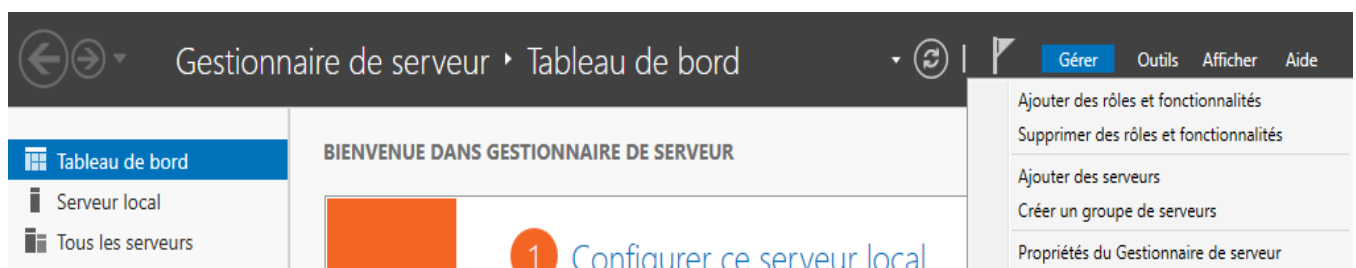 Gestionnaire de serveur ‣ Tableau de bord
Gérer Outils Afficher Aide
Ajouter des rôles et fonctionnalités
Supprimer des rôles et fonctionnalités
Ajouter des serveurs
Créer un groupe de serveurs
Propriétés du Gestionnaire de serveur
Tableau de bord
Serveur local
Tous les serveurs
BIENVENUE DANS GESTIONNAIRE DE SERVEUR
1 Configurer ce serveur local